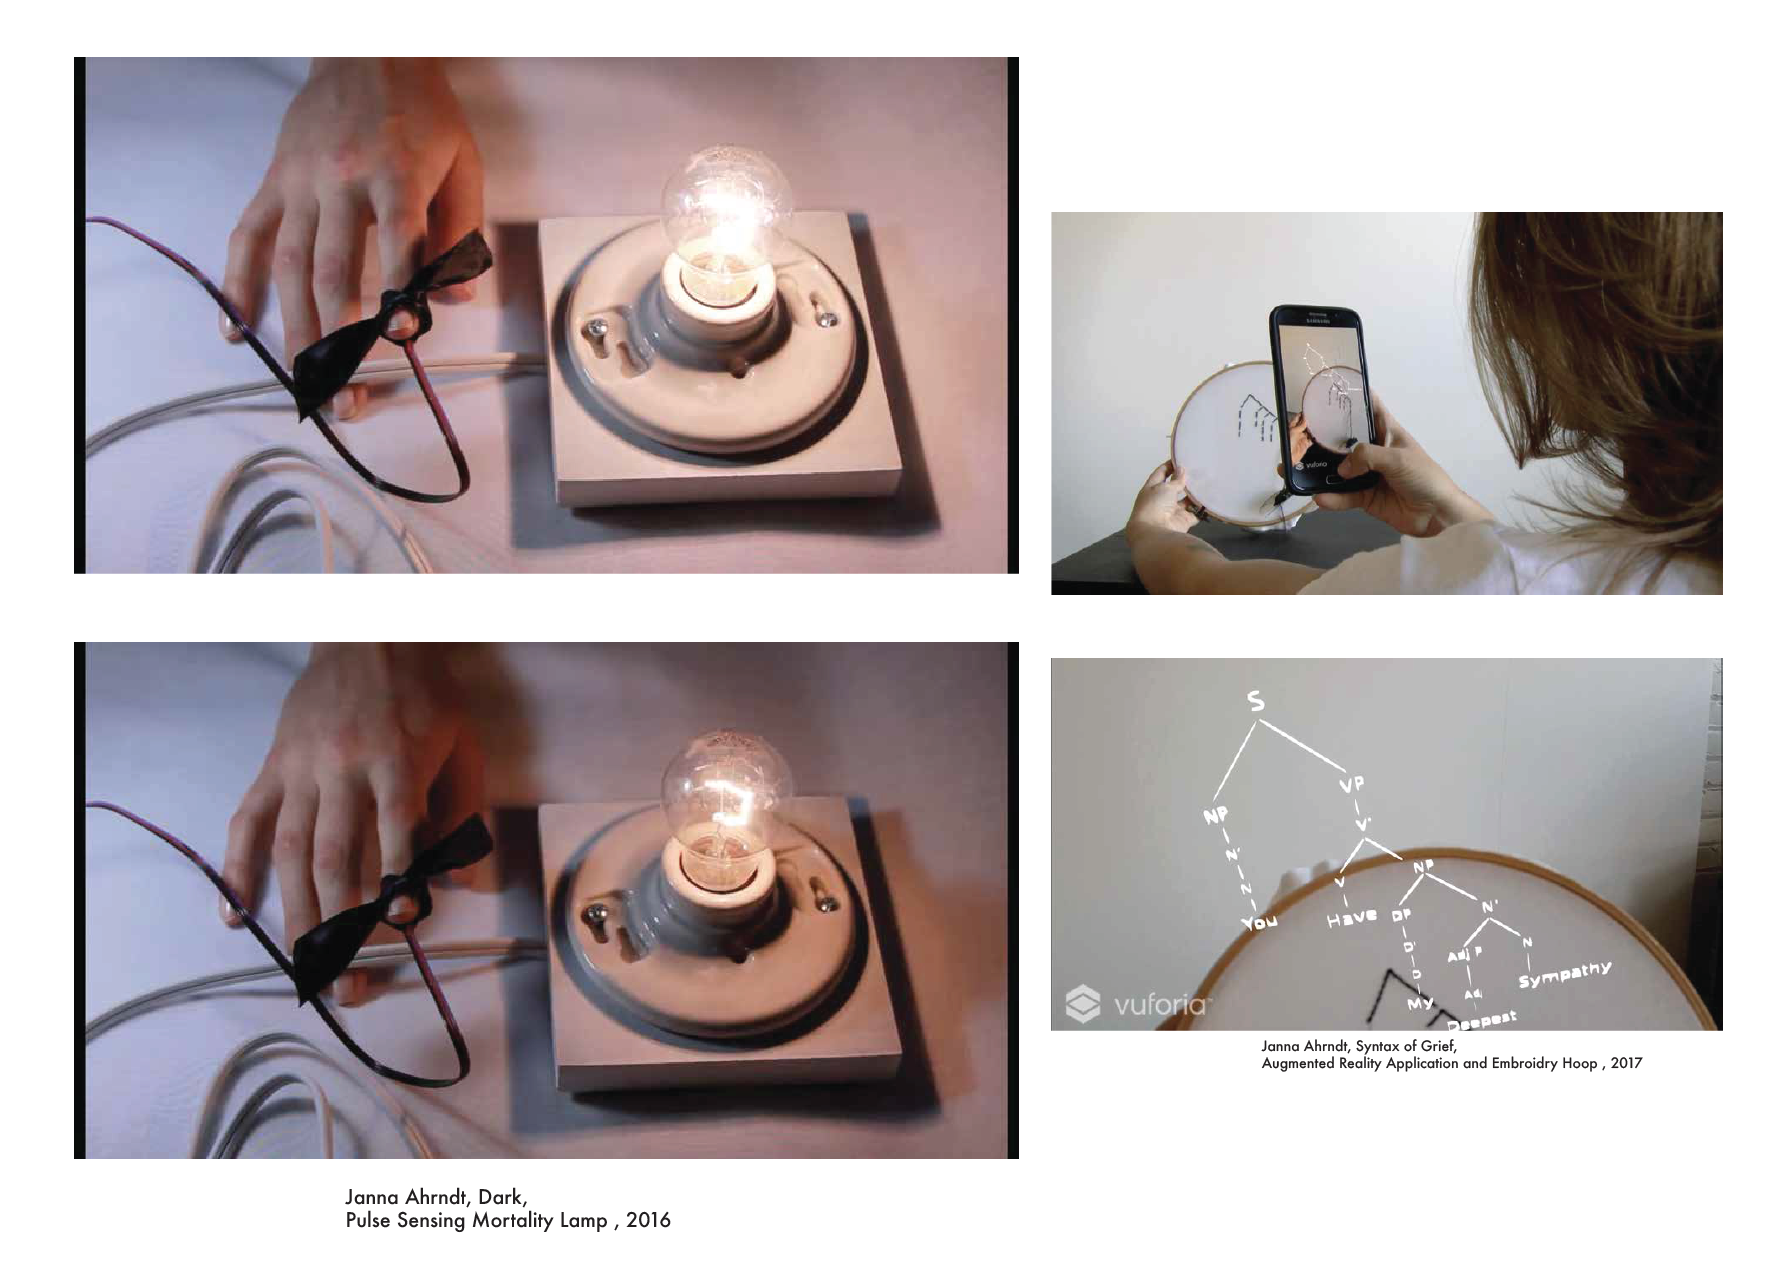 SAMSUNG
vuforia
S
VP
NP
V'
N'
NP
V
N
N'
You
Have
DP
Adj P
N
D'
Sympathy
D
My
Adj
Deepest
vuforia
Janna Ahrndt, Syntax of Grief,
Augmented Reality Application and Embroidry Hoop , 2017
Janna Ahrndt, Dark,
Pulse Sensing Mortality Lamp , 2016